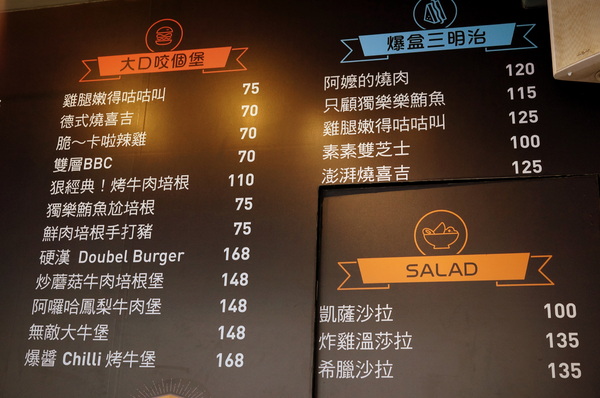 大口咬個堡
雞腿嫩得咕咕叫 75
德式燒喜吉 70
脆～卡啦辣雞 70
雙層BBC 70
狠經典！烤牛肉培根 110
獨樂鮪魚尬培根 75
鮮肉培根手打豬 75
硬漢 Doubel Burger 168
炒蘑菇牛肉培根堡 148
阿囉哈鳳梨牛肉堡 148
無敵大牛堡 148
爆醬 Chilli 烤牛堡 168
爆盒三明治
阿嬤的燒肉 120
只顧獨樂樂鮪魚 115
雞腿嫩得咕咕叫 125
素素雙芝士 100
澎湃燒喜吉 125
SALAD
凱薩沙拉 100
炸雞溫莎拉 135
希臘沙拉 135